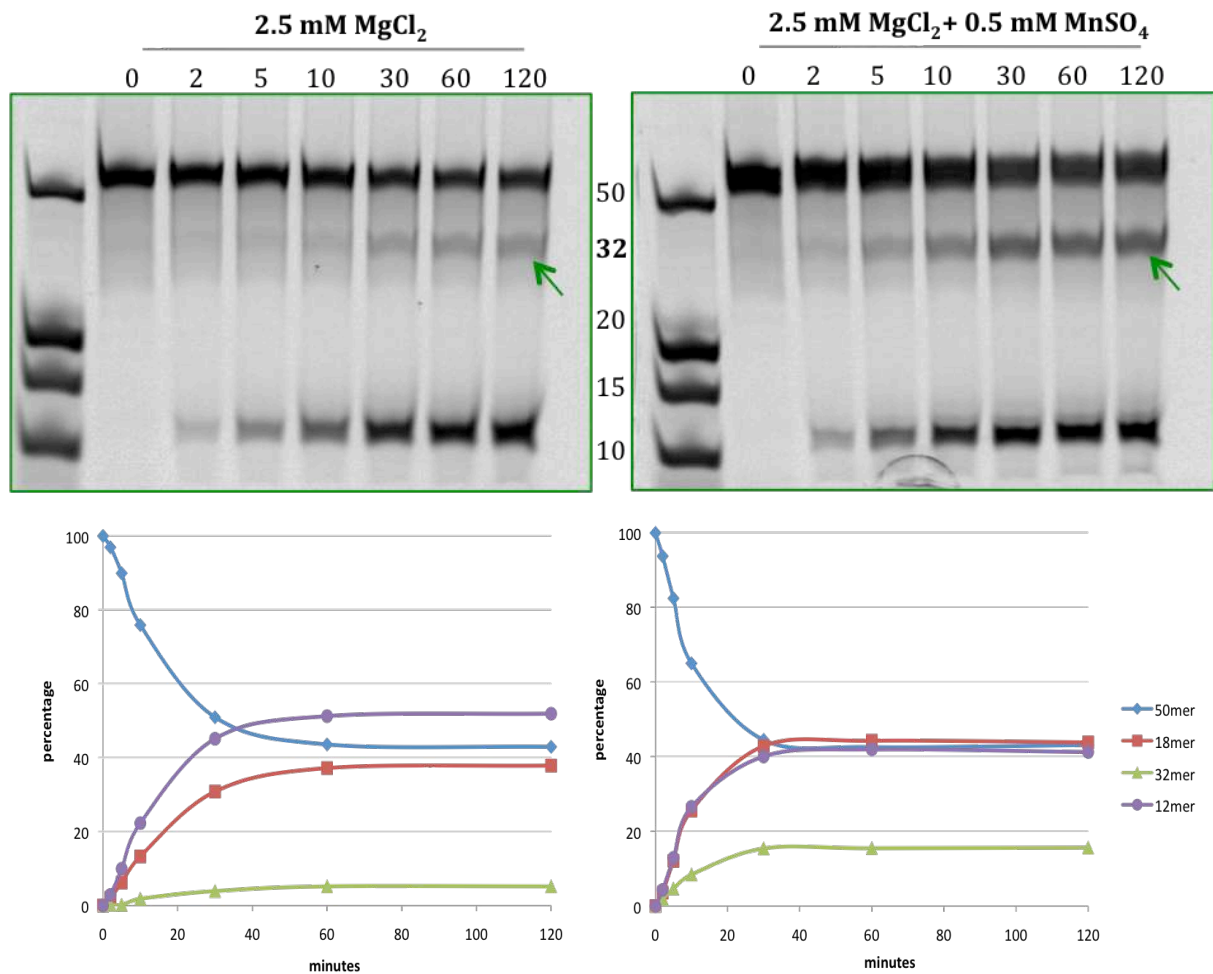 2.5 mM MgCl₂
0 2 5 10 30 60 120
2.5 mM MgCl₂+ 0.5 mM MnSO₄
0 2 5 10 30 60 120
50
32
20
15
10
100
80
60
40
20
0
percentage
0 20 40 60 80 100 120
minutes
100
80
60
40
20
0
percentage
0 20 40 60 80 100 120
minutes
50mer
18mer
32mer
12mer